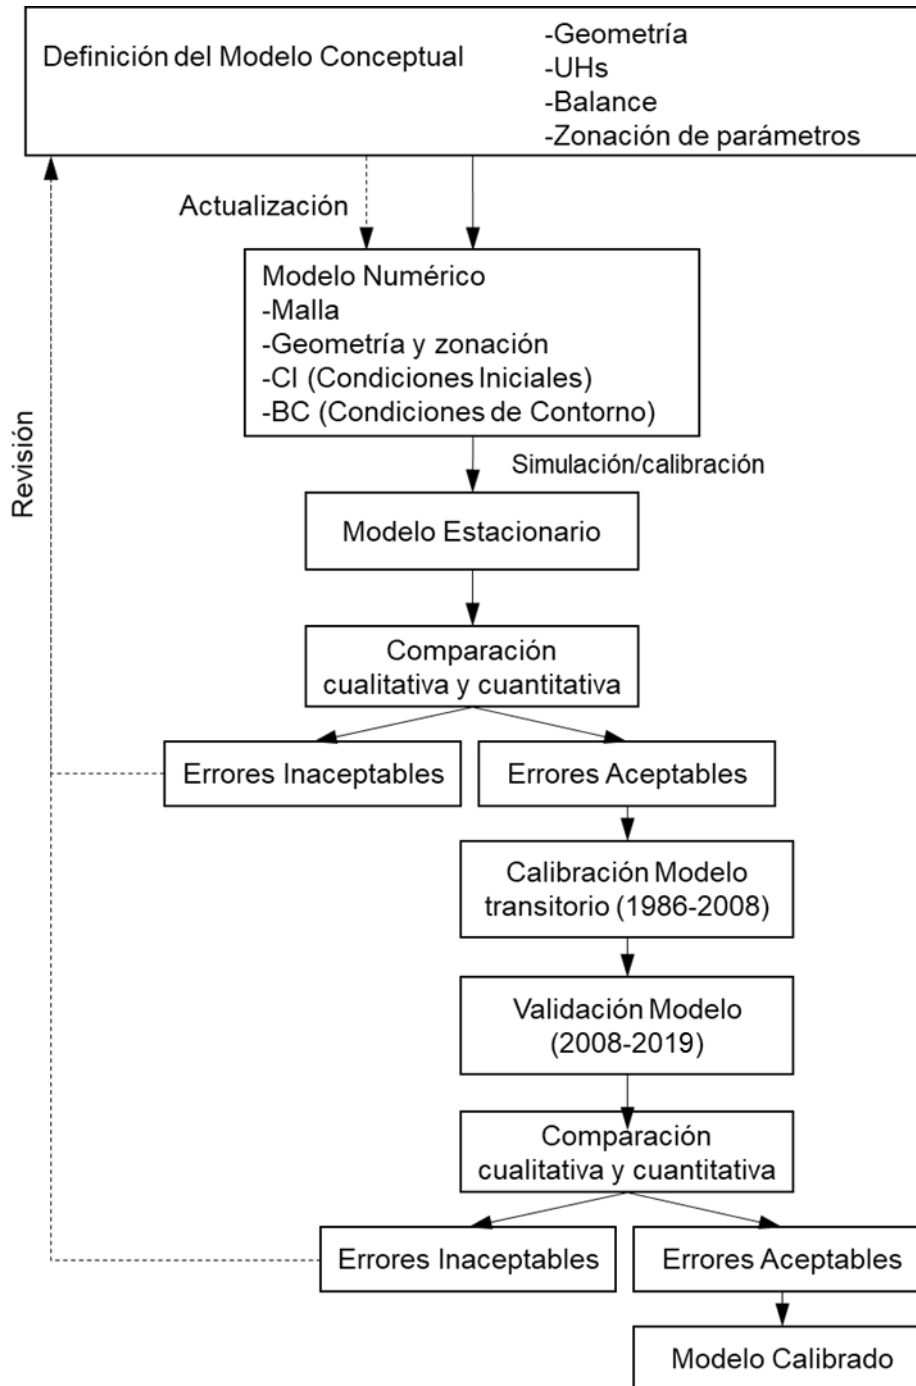 Definición del Modelo Conceptual
-Geometría
-UHs
-Balance
-Zonación de parámetros
Actualización
Modelo Numérico
-Malla
-Geometría y zonación
-CI (Condiciones Iniciales)
-BC (Condiciones de Contorno)
Revisión
Simulación/calibración
Modelo Estacionario
Comparación
cualitativa y cuantitativa
Errores Inaceptables
Errores Aceptables
Calibración Modelo
transitorio (1986-2008)
Validación Modelo
(2008-2019)
Comparación
cualitativa y cuantitativa
Errores Inaceptables
Errores Aceptables
Modelo Calibrado